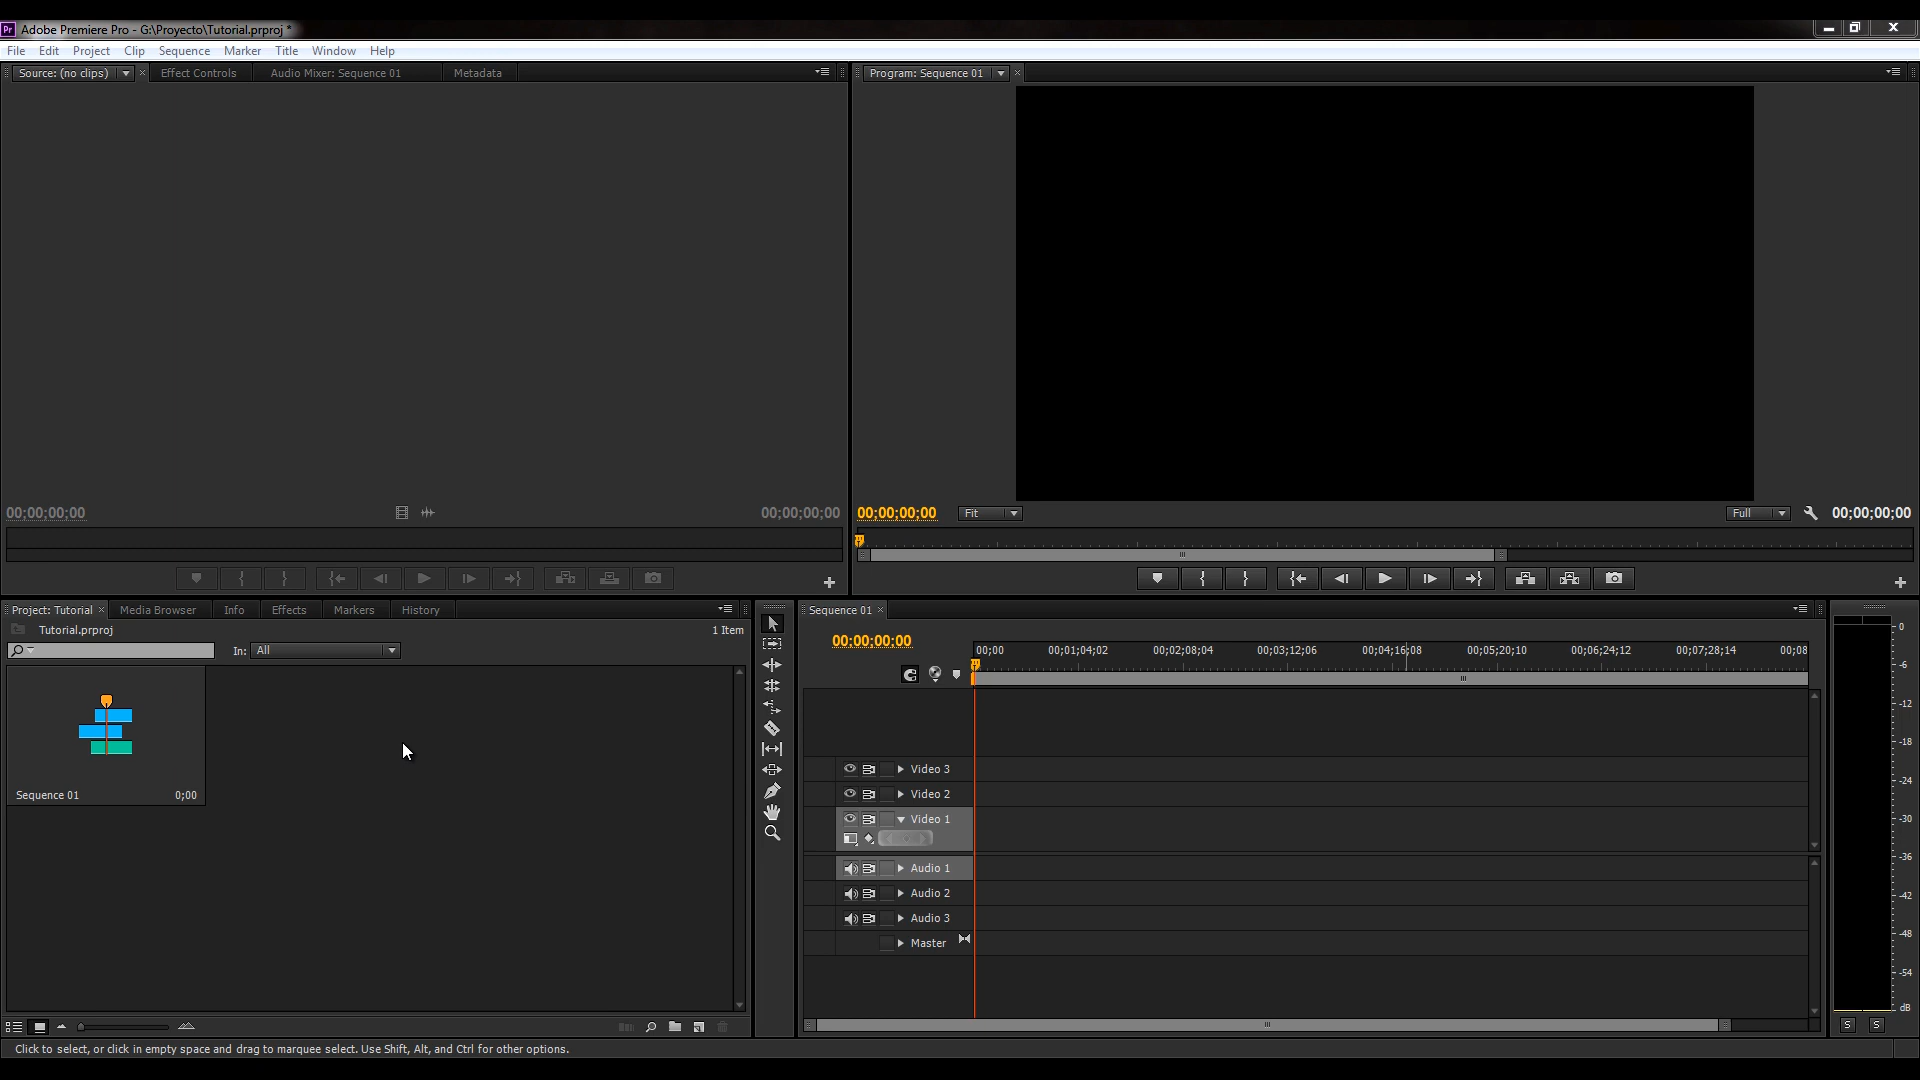 Pr Adobe Premiere Pro - G:\Proyecto\Tutorial.prproj *
File Edit Project Clip Sequence Marker Title Window Help
Source: (no clips) Effect Controls Audio Mixer: Sequence 01 Metadata
Program: Sequence 01
00;00;00;00 00;00;00;00
00;00;00;00 Fit Full 00;00;00;00
Project: Tutorial Media Browser Info Effects Markers History
Tutorial.prproj 1 Item
In: All
Sequence 01 0;00
Sequence 01
00;00;00;00
00;00 00;01;04;02 00;02;08;04 00;03;12;06 00;04;16;08 00;05;20;10 00;06;24;12 00;07;28;14 00;08
Video 3
Video 2
Video 1
Audio 1
Audio 2
Audio 3
Master
0
-6
-12
-18
-24
-30
-36
-42
-48
-54
dB
S S
Click to select, or click in empty space and drag to marquee select. Use Shift, Alt, and Ctrl for other options.